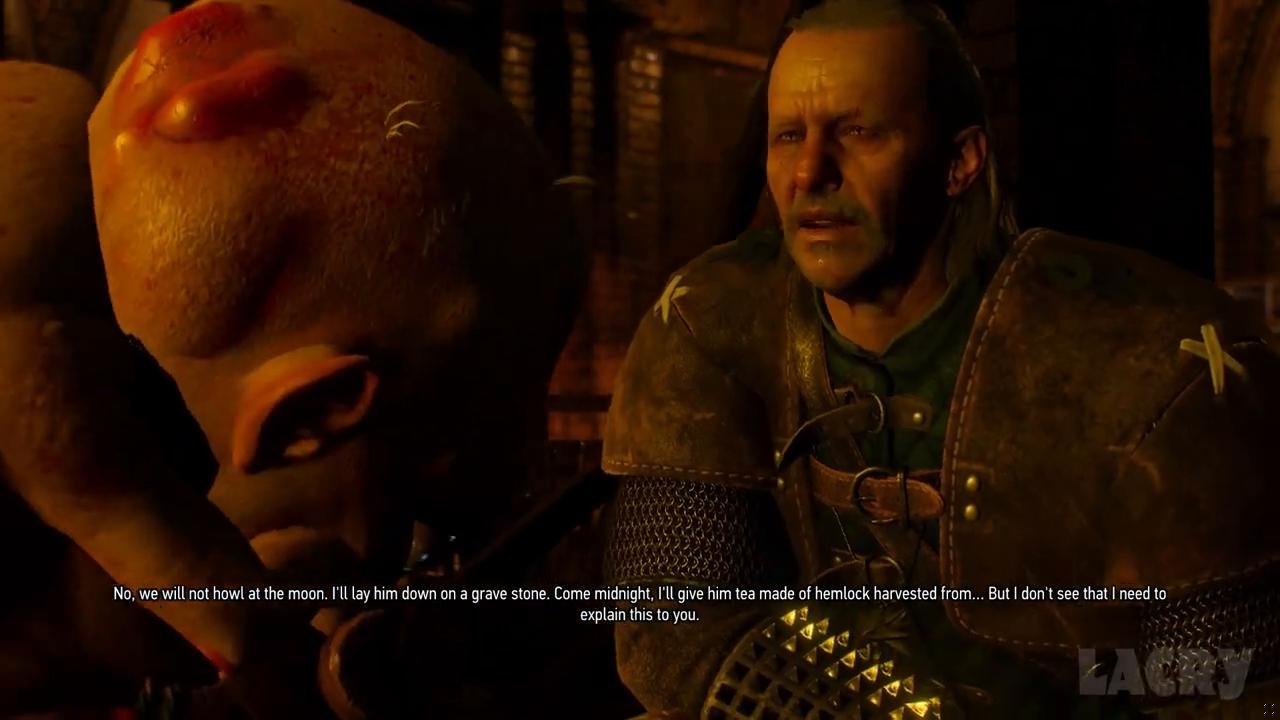 No, we will not howl at the moon. I'll lay him down on a grave stone. Come midnight, I'll give him tea made of hemlock harvested from... But I don't see that I need to
explain this to you.
LACRY